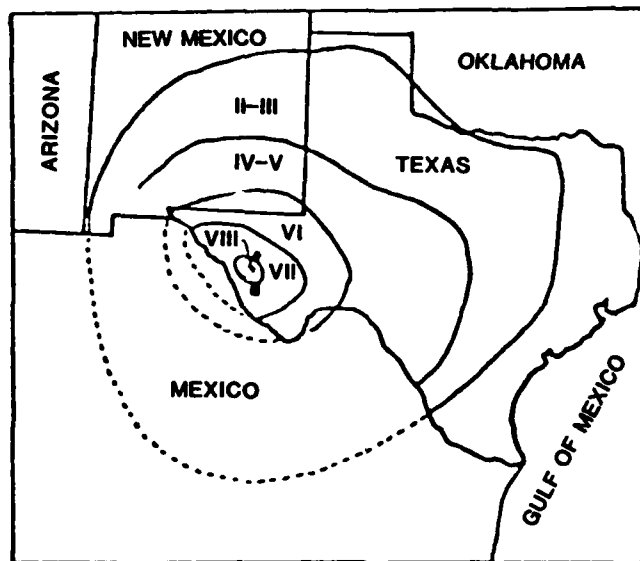 NEW MEXICO
OKLAHOMA
ARIZONA
II-III
IV-V
TEXAS
VI
VIII
VII
MEXICO
GULF OF MEXICO